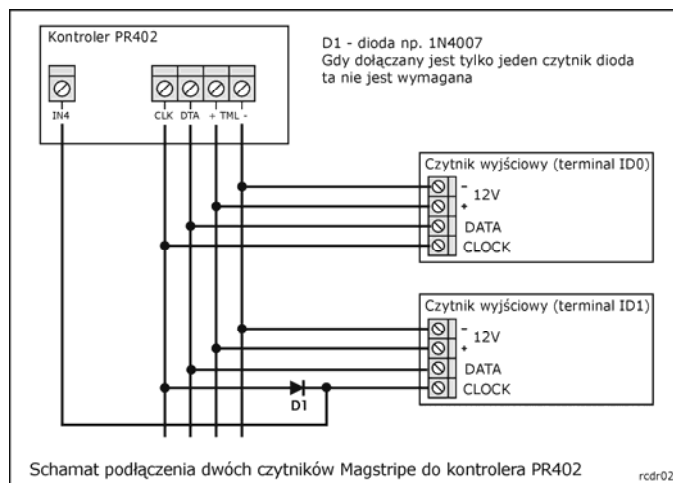 Kontroler PR402
IN4
CLK DTA + TML -
D1 - dioda np. 1N4007
Gdy dołączany jest tylko jeden czytnik dioda
ta nie jest wymagana
Czytnik wyjściowy (terminal ID0)
-
12V
+
DATA
CLOCK
Czytnik wyjściowy (terminal ID1)
-
12V
+
DATA
CLOCK
D1
Schamat podłączenia dwóch czytników Magstripe do kontrolera PR402
rcdr02